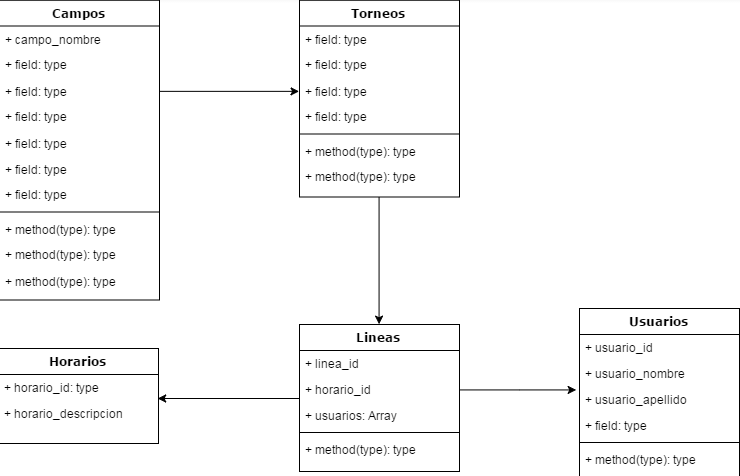 Campos
+ campo_nombre
+ field: type
+ field: type
+ field: type
+ field: type
+ field: type
+ field: type
+ method(type): type
+ method(type): type
+ method(type): type
Torneos
+ field: type
+ field: type
+ field: type
+ field: type
+ method(type): type
+ method(type): type
Horarios
+ horario_id: type
+ horario_descripcion
Lineas
+ linea_id
+ horario_id
+ usuarios: Array
+ method(type): type
Usuarios
+ usuario_id
+ usuario_nombre
+ usuario_apellido
+ field: type
+ method(type): type